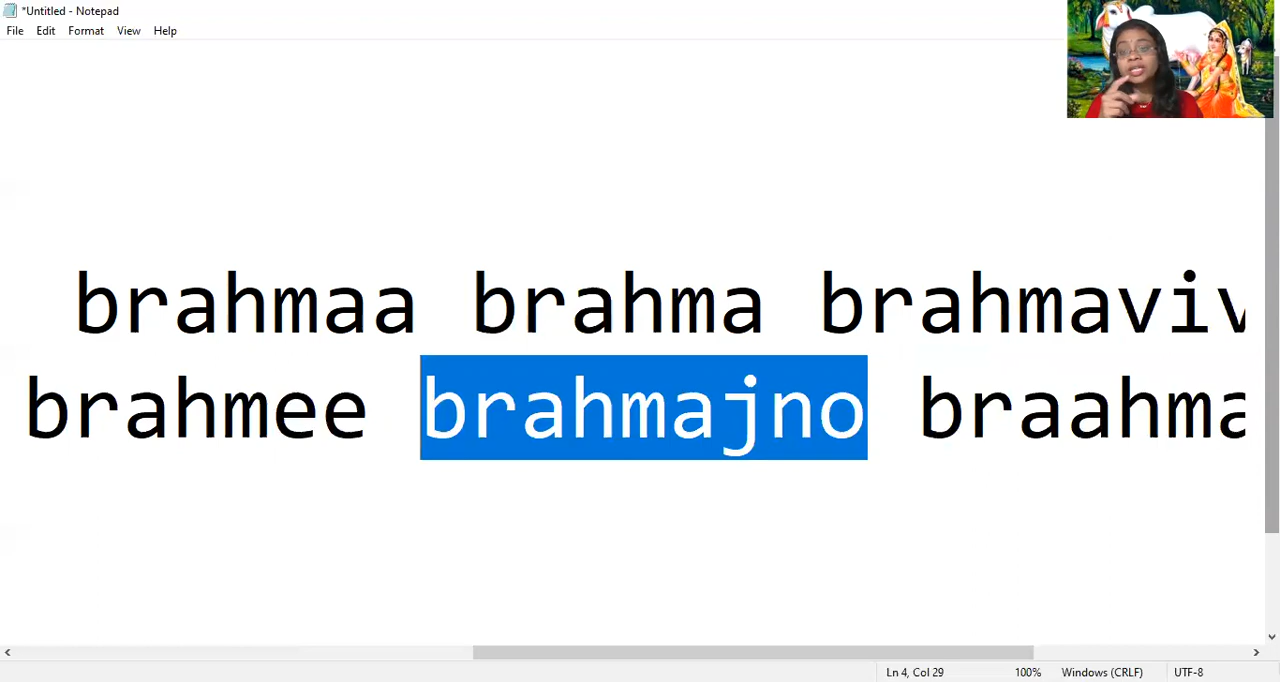 *Untitled - Notepad
File Edit Format View Help
brahmaa brahma brahmaviv
brahmee brahmajno braahma
Ln 4, Col 29 100% Windows (CRLF) UTF-8